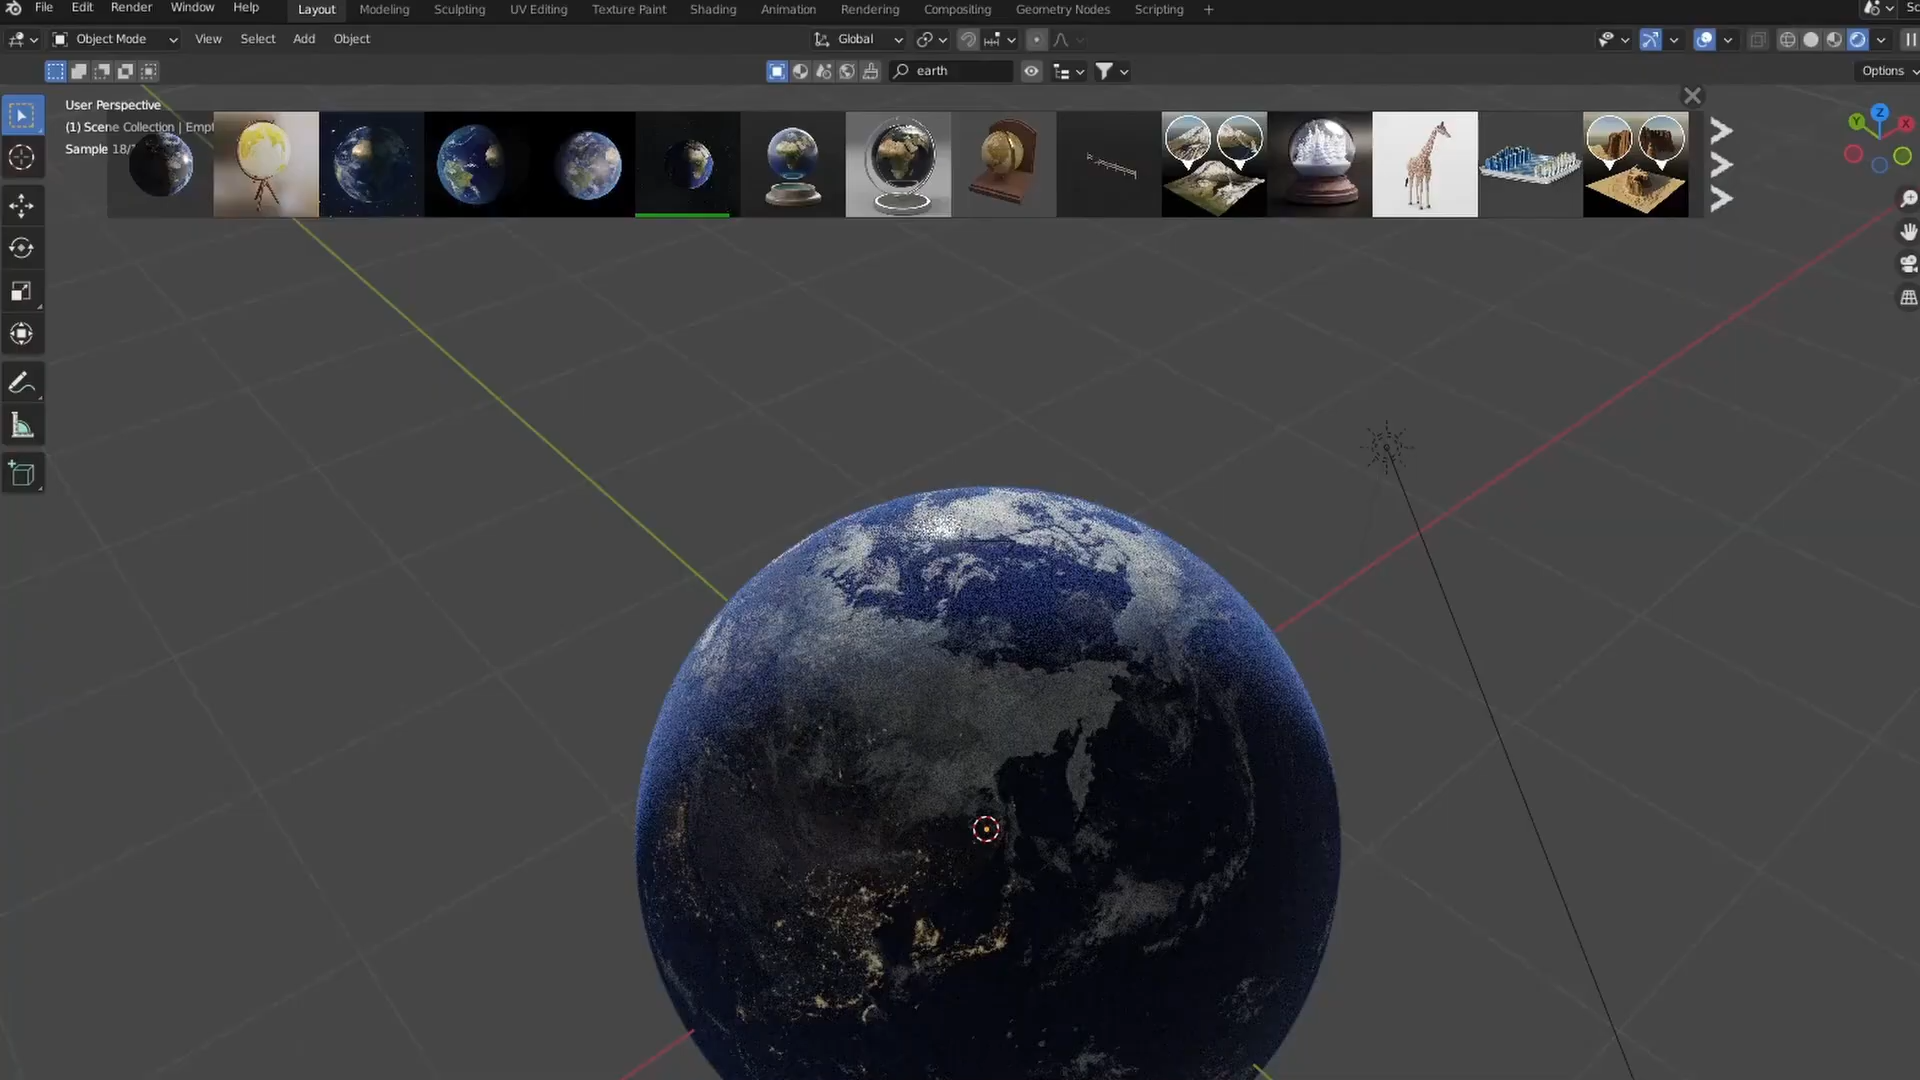 File Edit Render Window Help Layout Modeling Sculpting UV Editing Texture Paint Shading Animation Rendering Compositing Geometry Nodes Scripting + Sc
Object Mode View Select Add Object Global
earth Options
User Perspective
(1) Scene Collection | Empt
Sample 18/
Z
Y
X